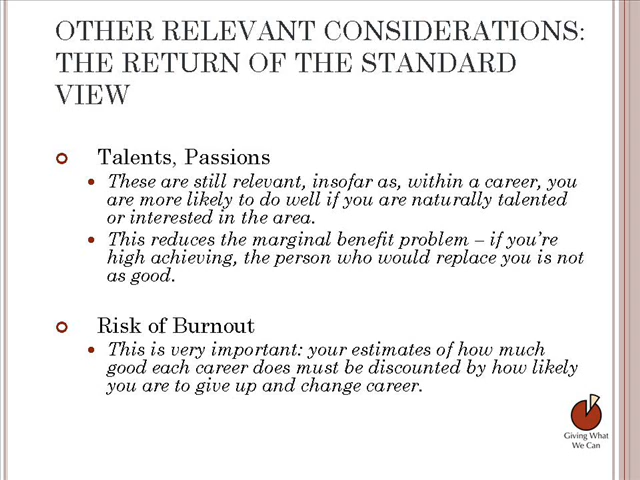 OTHER RELEVANT CONSIDERATIONS:
THE RETURN OF THE STANDARD
VIEW
Talents, Passions
These are still relevant, insofar as, within a career, you
are more likely to do well if you are naturally talented
or interested in the area.
This reduces the marginal benefit problem – if you're
high achieving, the person who would replace you is not
as good.
Risk of Burnout
This is very important: your estimates of how much
good each career does must be discounted by how likely
you are to give up and change career.
Giving What
We Can